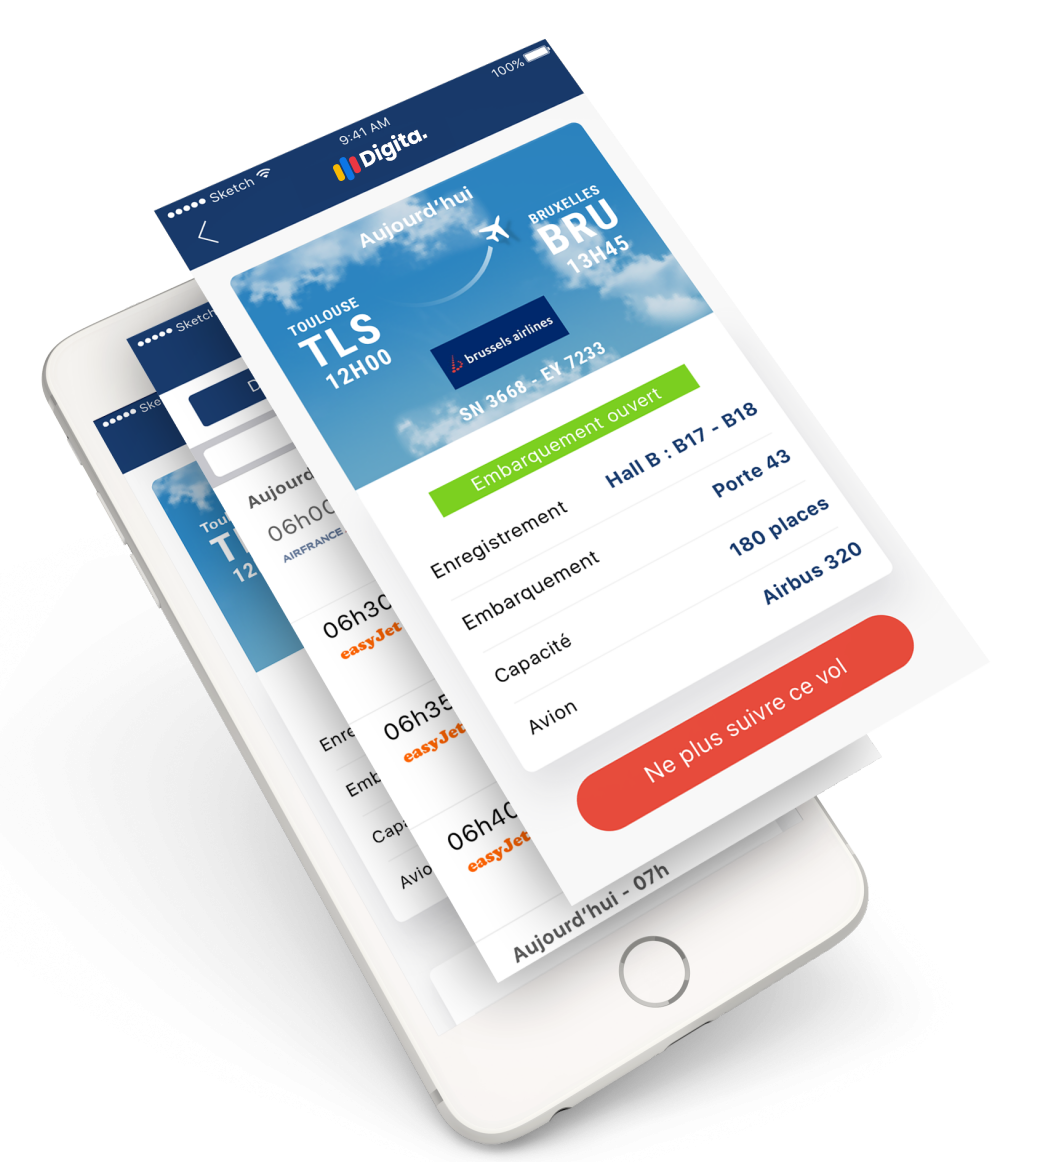 ●●●●● Sketch
9:41 AM
100%
Digita.
Aujourd'hui
TOULOUSE
TLS
12H00
BRUXELLES
BRU
13H45
brussels airlines
SN 3668 - EY 7233
Embarquement ouvert
Enregistrement
Hall B : B17 - B18
Embarquement
Porte 43
Capacité
180 places
Avion
Airbus 320
Ne plus suivre ce vol
●●●●● Sketch
Aujourd
06h00
AIRFRANCE
06h30
easyJet
06h35
easyJet
06h40
easyJet
Aujourd'hui - 07h
●●●●● Ske
Tou
12
Enre
Emb
Capa
Avio